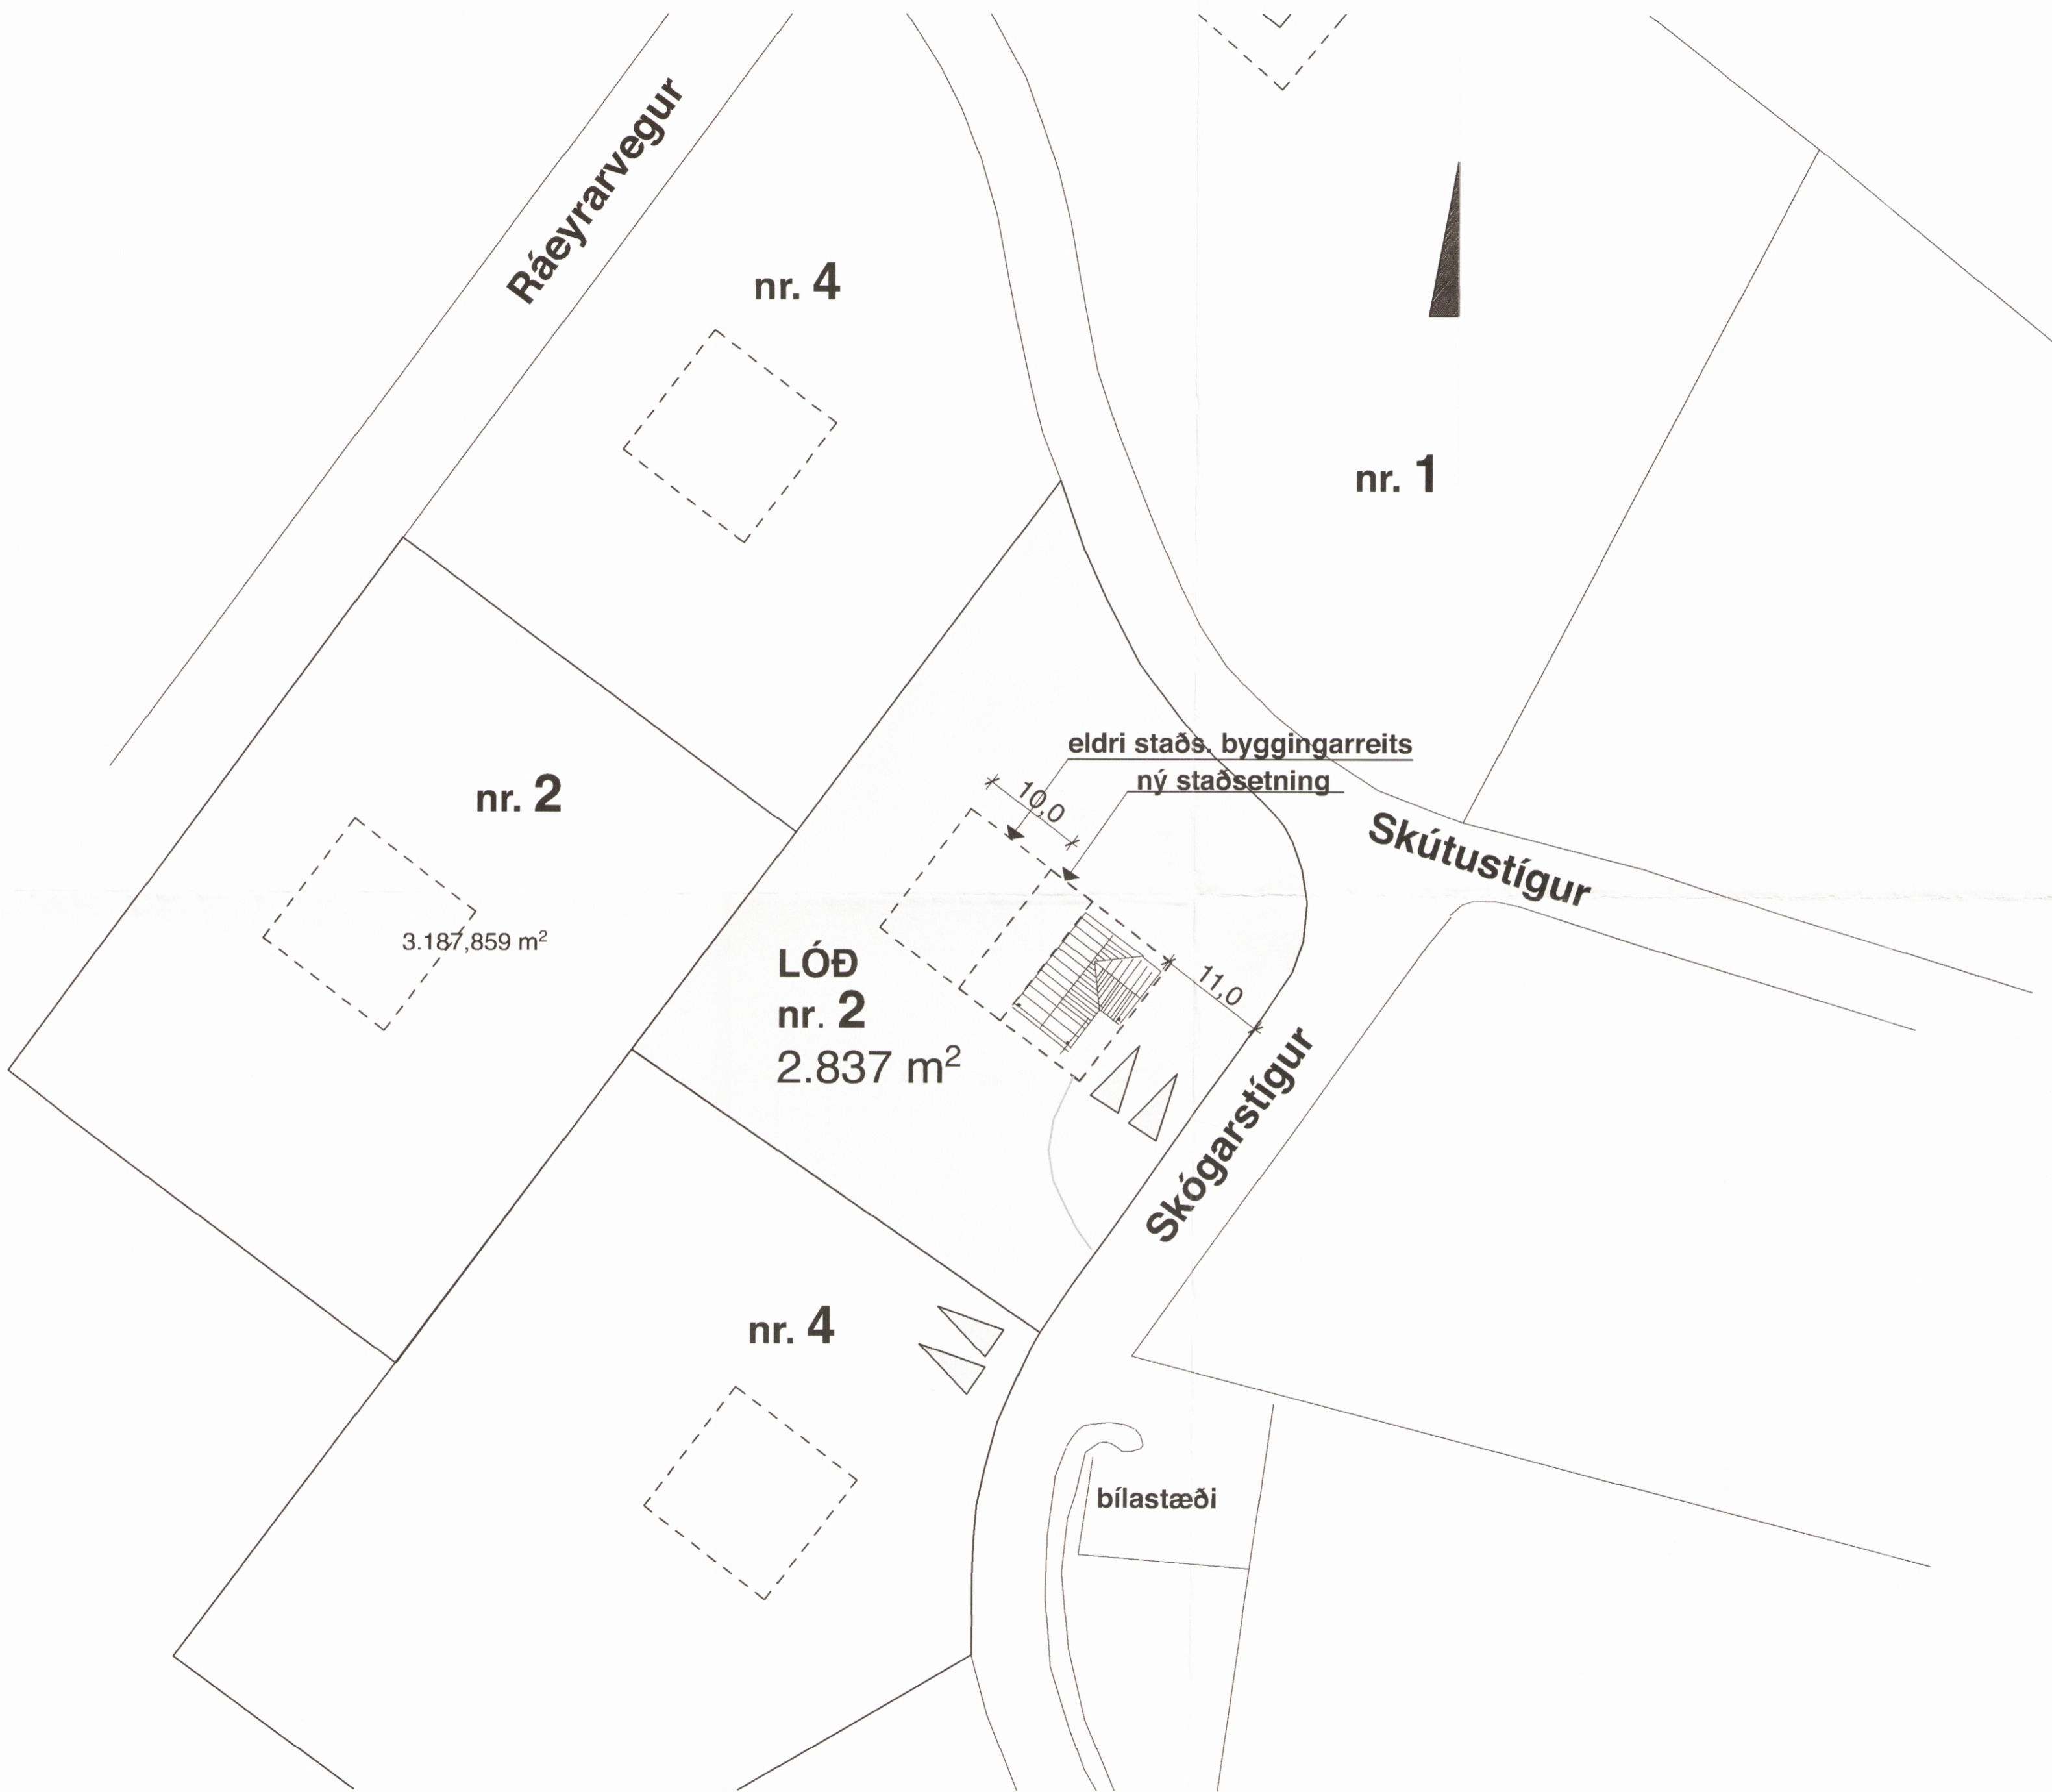 Ráeyrarvegur
nr. 4
nr. 1
eldri staðs. byggingarreits
ný staðsetning
10,0
nr. 2
Skútustígur
3.187,859 m²
LÓÐ
nr. 2
2.837 m²
11,0
Skógarstígur
nr. 4
bílastæði